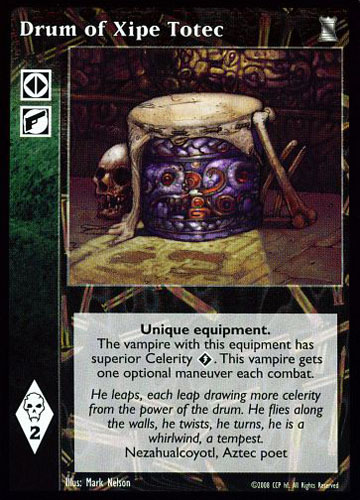 Drum of Xipe Totec
Unique equipment.
The vampire with this equipment has
superior Celerity. This vampire gets
one optional maneuver each combat.
He leaps, each leap drawing more celerity
from the power of the drum. He flies along
the walls, he twists, he turns, he is a
whirlwind, a tempest.
Nezahualcoyotl, Aztec poet
2
Illus: Mark Nelson
©2008 CCP hf. All Rights Reserved